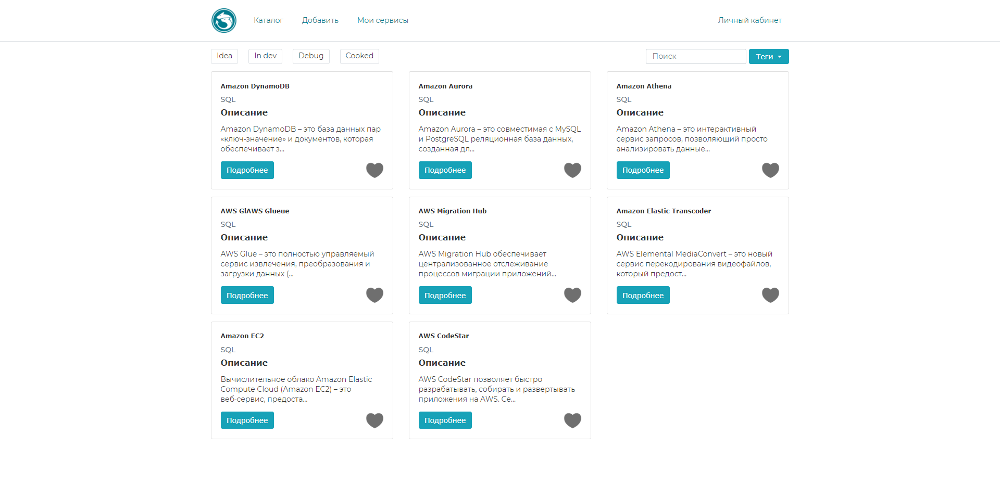 Каталог
Добавить
Мои сервисы
Личный кабинет
Idea
In dev
Debug
Cooked
Поиск
Теги
Amazon DynamoDB
SQL
Описание
Amazon DynamoDB – это база данных пар
«ключ-значение» и документов, которая
обеспечивает з...
Подробнее
Amazon Aurora
SQL
Описание
Amazon Aurora – это совместимая с MySQL
и PostgreSQL реляционная база данных,
созданная дл...
Подробнее
Amazon Athena
SQL
Описание
Amazon Athena – это интерактивный
сервис запросов, позволяющий просто
анализировать данные...
Подробнее
AWS GlAWS Glueue
SQL
Описание
AWS Glue – это полностью управляемый
сервис извлечения, преобразования и
загрузки данных (...
Подробнее
AWS Migration Hub
SQL
Описание
AWS Migration Hub обеспечивает
централизованное отслеживание
процессов миграции приложений...
Подробнее
Amazon Elastic Transcoder
SQL
Описание
AWS Elemental MediaConvert – это новый
сервис перекодирования видеофайлов,
который предост...
Подробнее
Amazon EC2
SQL
Описание
Вычислительное облако Amazon Elastic
Compute Cloud (Amazon EC2) – это
веб-сервис, предоста...
Подробнее
AWS CodeStar
SQL
Описание
AWS CodeStar позволяет быстро
разрабатывать, собирать и развертывать
приложения на AWS. Се...
Подробнее